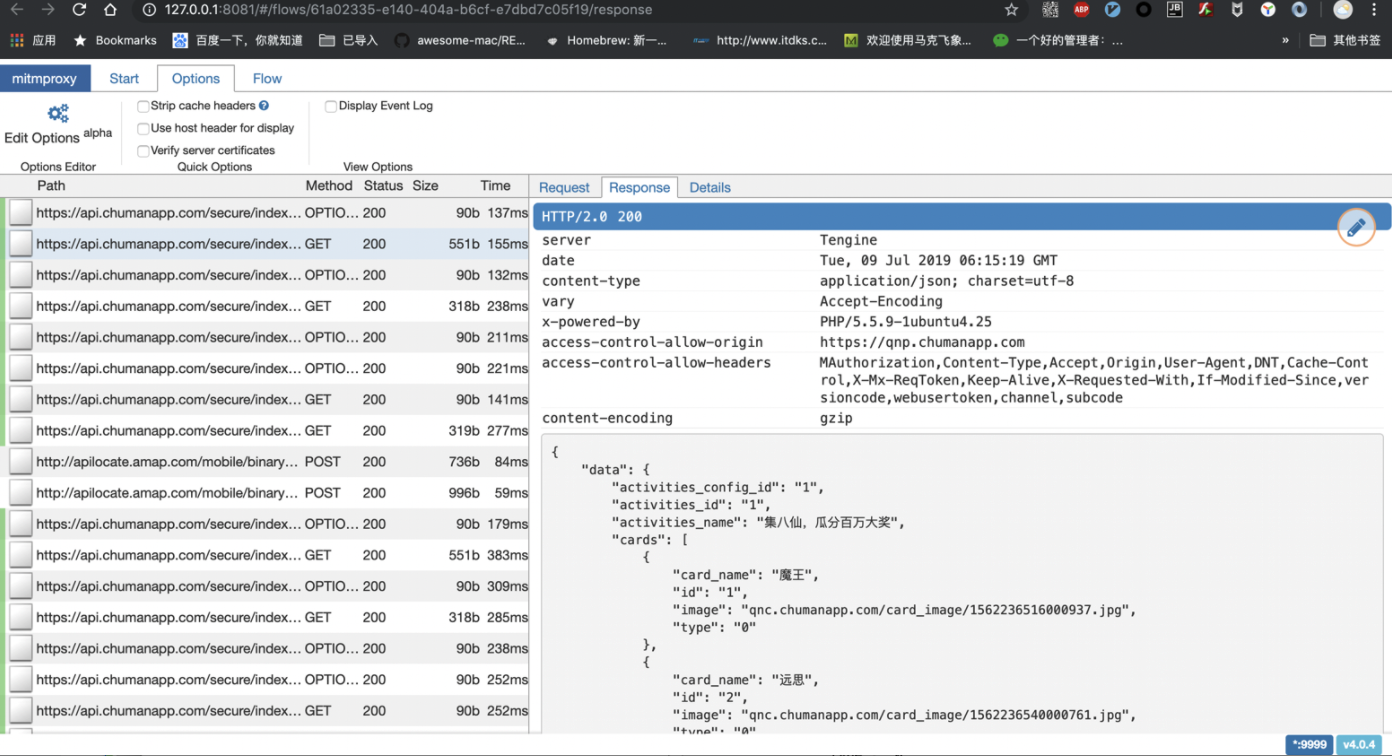 127.0.0.1:8081/#/flows/61a02335-e140-404a-b6cf-e7dbd7c05f19/response
ABP
JB
应用 Bookmarks 百度一下，你就知道 已导入 awesome-mac/RE... Homebrew: 新一... http://www.itdks.c... 欢迎使用马克飞象... 一个好的管理者：... » 其他书签
mitmproxy Start Options Flow
Strip cache headers ? Display Event Log
Use host header for display
Edit Options alpha
Verify server certificates
Options Editor Quick Options View Options
Path Method Status Size Time
https://api.chumanapp.com/secure/index... OPTIO... 200 90b 137ms
https://api.chumanapp.com/secure/index... GET 200 551b 155ms
https://api.chumanapp.com/secure/index... OPTIO... 200 90b 132ms
https://api.chumanapp.com/secure/index... GET 200 318b 238ms
https://api.chumanapp.com/secure/index... OPTIO... 200 90b 211ms
https://api.chumanapp.com/secure/index... OPTIO... 200 90b 221ms
https://api.chumanapp.com/secure/index... GET 200 90b 141ms
https://api.chumanapp.com/secure/index... GET 200 319b 277ms
http://apilocate.amap.com/mobile/binary... POST 200 736b 84ms
http://apilocate.amap.com/mobile/binary... POST 200 996b 59ms
https://api.chumanapp.com/secure/index... OPTIO... 200 90b 179ms
https://api.chumanapp.com/secure/index... GET 200 551b 383ms
https://api.chumanapp.com/secure/index... OPTIO... 200 90b 309ms
https://api.chumanapp.com/secure/index... GET 200 318b 285ms
https://api.chumanapp.com/secure/index... OPTIO... 200 90b 238ms
https://api.chumanapp.com/secure/index... OPTIO... 200 90b 252ms
https://api.chumanapp.com/secure/index... GET 200 90b 252ms
Request Response Details
HTTP/2.0 200
server Tengine
date Tue, 09 Jul 2019 06:15:19 GMT
content-type application/json; charset=utf-8
vary Accept-Encoding
x-powered-by PHP/5.5.9-1ubuntu4.25
access-control-allow-origin https://qnp.chumanapp.com
access-control-allow-headers MAuthorization,Content-Type,Accept,Origin,User-Agent,DNT,Cache-Cont
rol,X-Mx-ReqToken,Keep-Alive,X-Requested-With,If-Modified-Since,ver
sioncode,webusertoken,channel,subcode
content-encoding gzip
{
"data": {
"activities_config_id": "1",
"activities_id": "1",
"activities_name": "集八仙，瓜分百万大奖",
"cards": [
{
"card_name": "魔王",
"id": "1",
"image": "qnc.chumanapp.com/card_image/1562236516000937.jpg",
"type": "0"
},
{
"card_name": "远思",
"id": "2",
"image": "qnc.chumanapp.com/card_image/1562236540000761.jpg",
"type": "0"
*:9999 v4.0.4